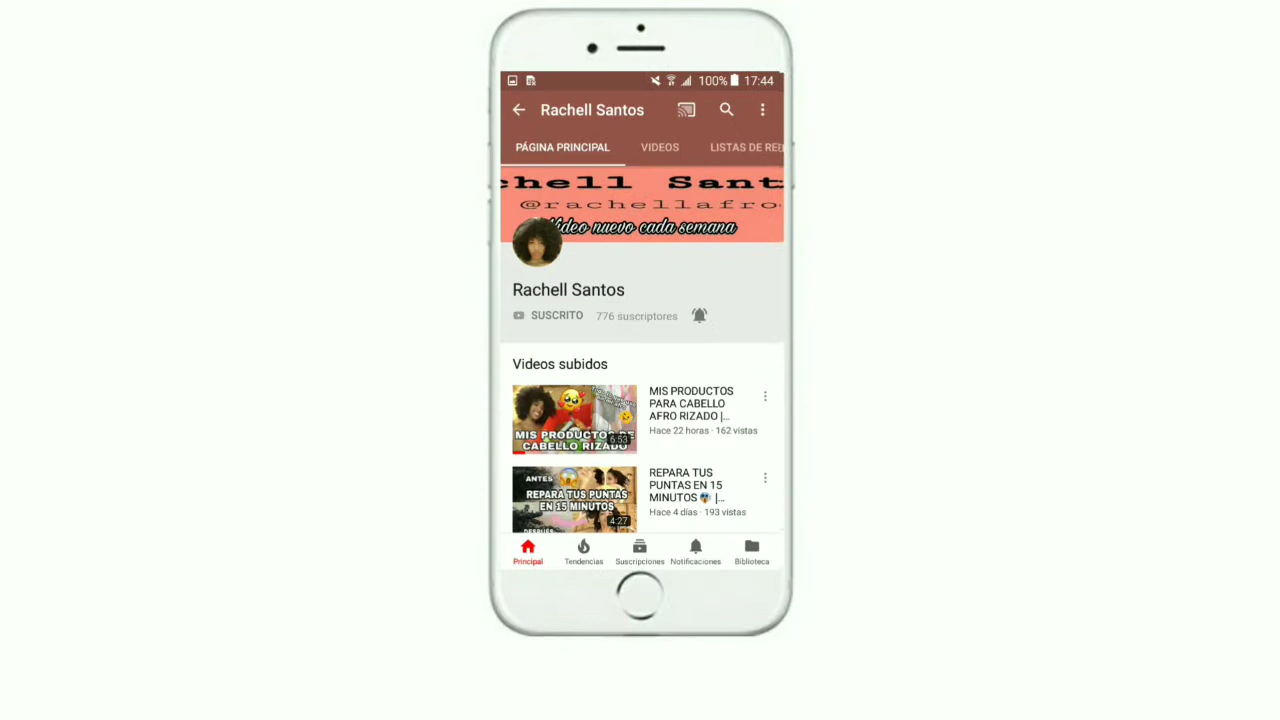 100% 17:44
Rachell Santos
PÁGINA PRINCIPAL VIDEOS LISTAS DE RE
chell Sant
@rachellafro
Video nuevo cada semana
Rachell Santos
SUSCRITO 776 suscriptores
Videos subidos
MIS PRODUCTOS DE
CABELLO RIZADO
6:53
MIS PRODUCTOS
PARA CABELLO
AFRO RIZADO |...
Hace 22 horas · 162 vistas
ANTES
REPARA TUS PUNTAS
EN 15 MINUTOS
4:27
DESPUÉS
REPARA TUS
PUNTAS EN 15
MINUTOS 😱 |...
Hace 4 días · 193 vistas
Principal Tendencias Suscripciones Notificaciones Biblioteca